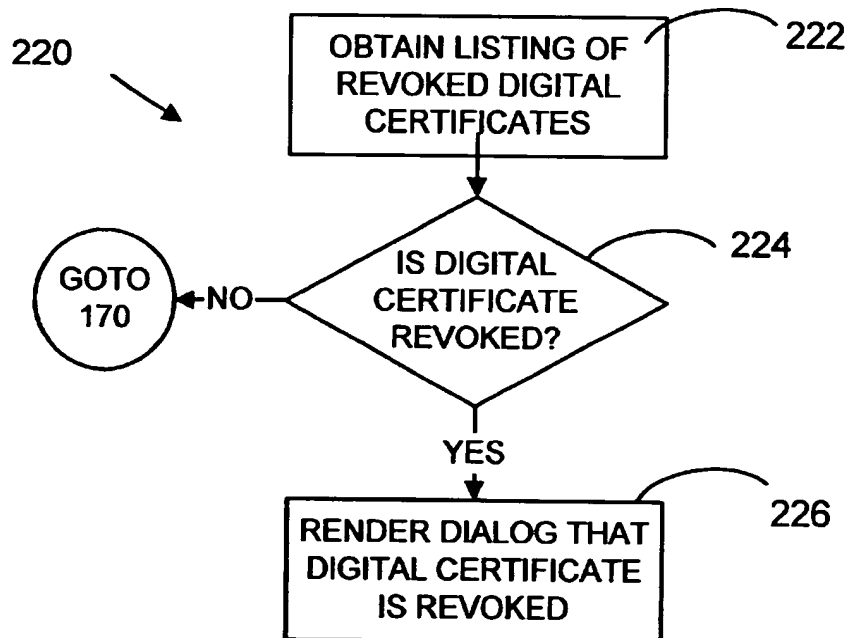 220
OBTAIN LISTING OF
REVOKED DIGITAL
CERTIFICATES
222
IS DIGITAL
CERTIFICATE
REVOKED?
224
NO
GOTO
170
YES
RENDER DIALOG THAT
DIGITAL CERTIFICATE
IS REVOKED
226